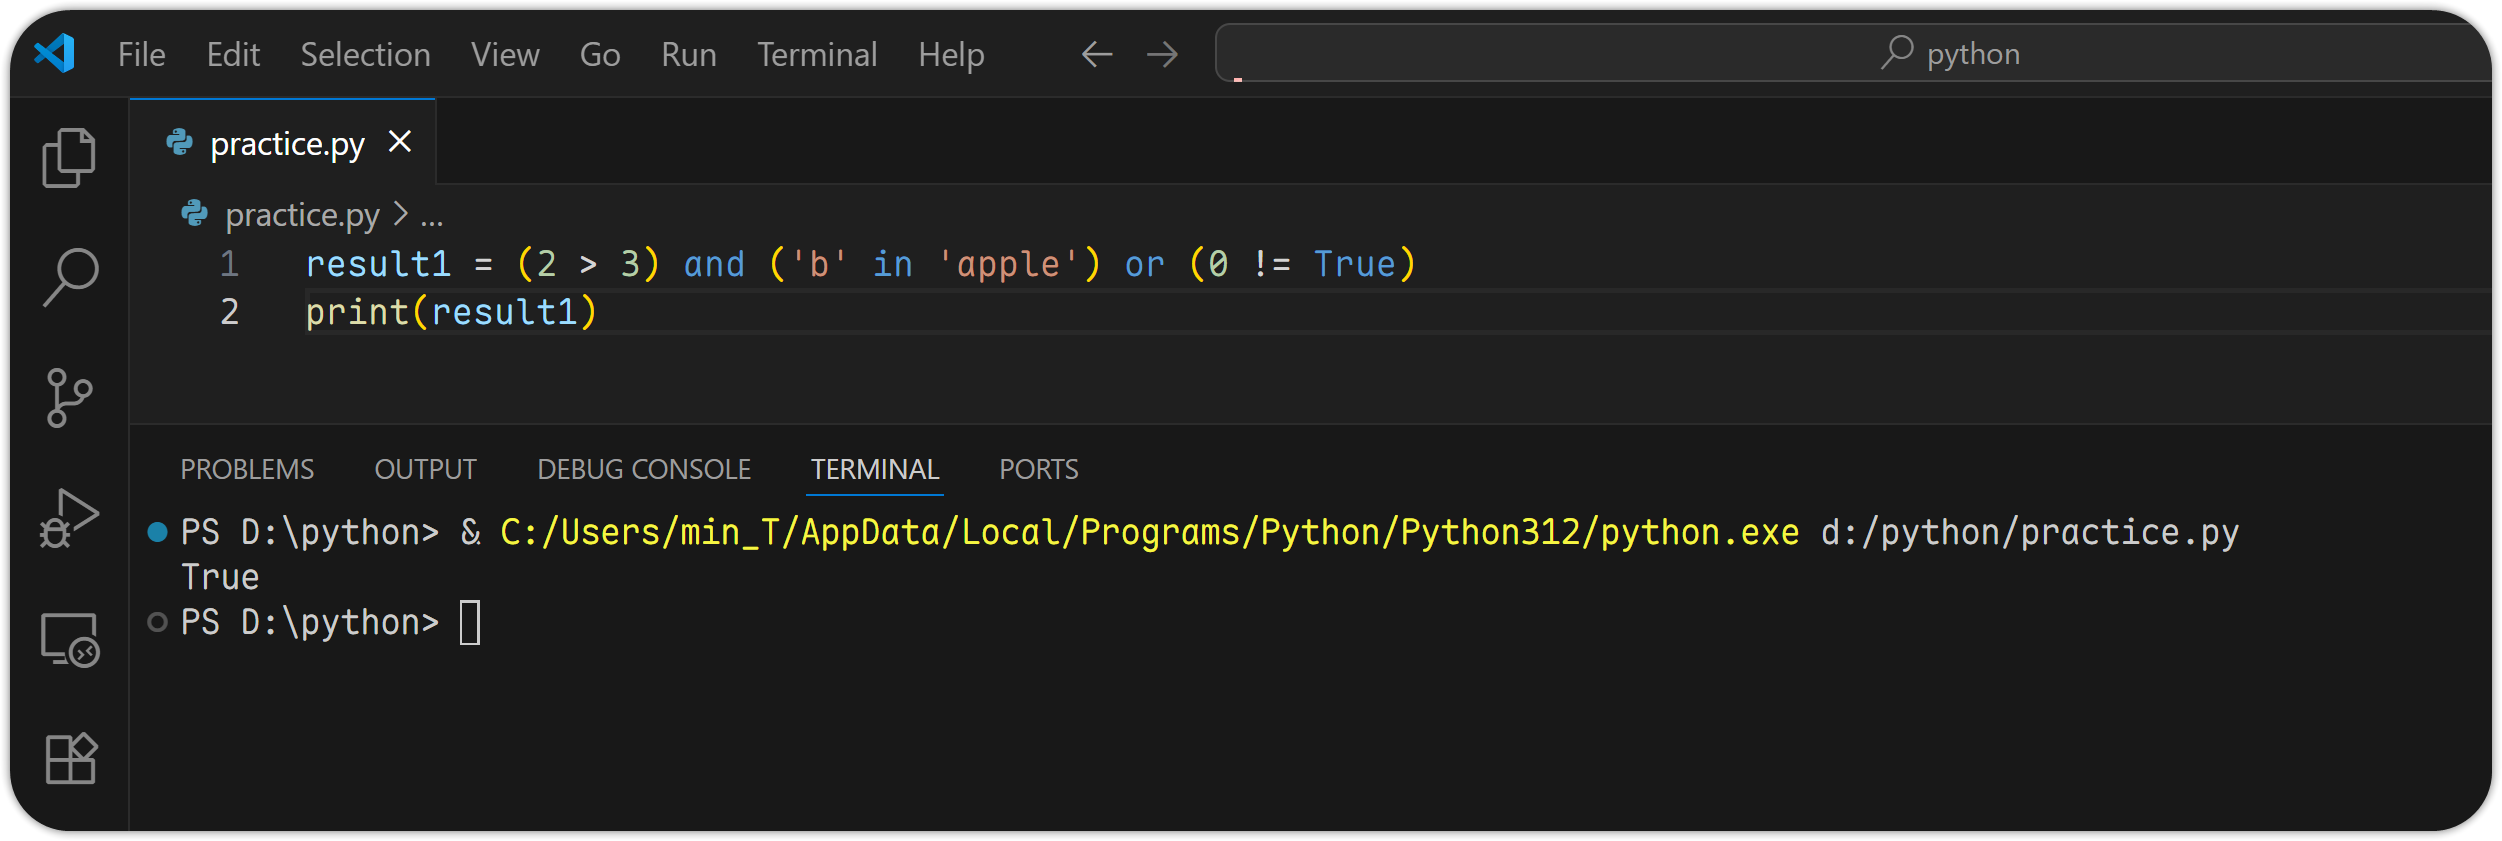 File Edit Selection View Go Run Terminal Help python
practice.py
practice.py > ...
1 result1 = (2 > 3) and ('b' in 'apple') or (0 != True)
2 print(result1)
PROBLEMS OUTPUT DEBUG CONSOLE TERMINAL PORTS
PS D:\python> & C:/Users/min_T/AppData/Local/Programs/Python/Python312/python.exe d:/python/practice.py
True
PS D:\python>